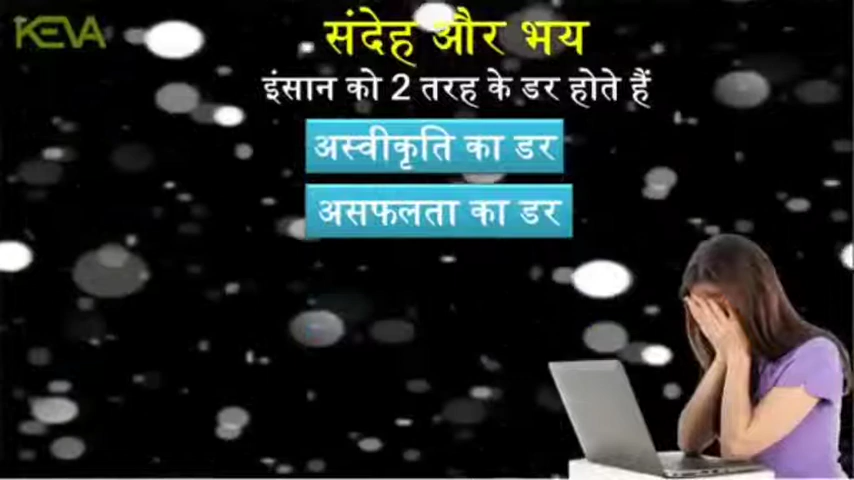 KEVA
संदेह और भय
इंसान को 2 तरह के डर होते हैं
अस्वीकृति का डर
असफलता का डर